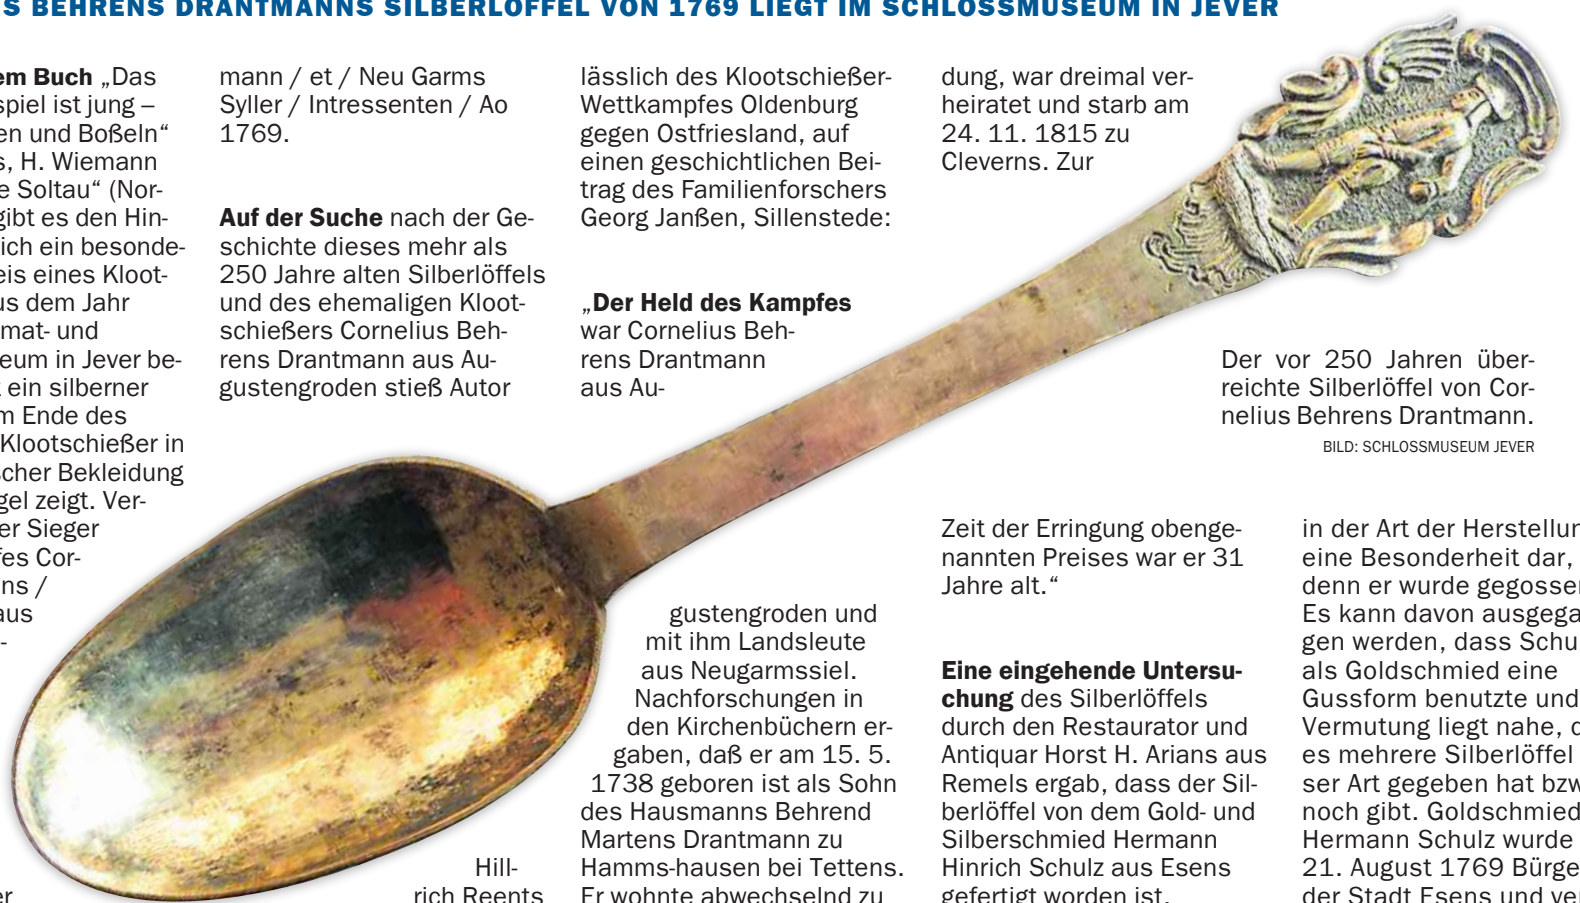 S BEHRENS DRANTMANNS SILBERLÖFFEL VON 1769 LIEGT IM SCHLOSSMUSEUM IN JEVER
em Buch „Das
spiel ist jung –
en und Boßeln“
s, H. Wiemann
e Soltau“ (Nor-
gibt es den Hin-
ich ein besonde-
eis eines Kloot-
us dem Jahr
mat- und
eum in Jever be-
ein silberner
m Ende des
Klootschießer in
scher Bekleidung
gel zeigt. Ver-
er Sieger
fes Cor-
ns /
aus
-
er
mann / et / Neu Garms
Syller / Intressenten / Ao
1769.
Auf der Suche nach der Ge-
schichte dieses mehr als
250 Jahre alten Silberlöffels
und des ehemaligen Kloot-
schießers Cornelius Beh-
rens Drantmann aus Au-
gustengroden stieß Autor
Hill-
rich Reents
lässlich des Klootschießer-
Wettkampfes Oldenburg
gegen Ostfriesland, auf
einen geschichtlichen Bei-
trag des Familienforschers
Georg Janßen, Sillenstede:
„Der Held des Kampfes
war Cornelius Beh-
rens Drantmann
aus Au-
gustengroden und
mit ihm Landsleute
aus Neugarmssiel.
Nachforschungen in
den Kirchenbüchern er-
gaben, daß er am 15. 5.
1738 geboren ist als Sohn
des Hausmanns Behrend
Martens Drantmann zu
Hamms-hausen bei Tettens.
Er wohnte abwechselnd zu
dung, war dreimal ver-
heiratet und starb am
24. 11. 1815 zu
Cleverns. Zur
Zeit der Erringung obenge-
nannten Preises war er 31
Jahre alt.“
Eine eingehende Untersu-
chung des Silberlöffels
durch den Restaurator und
Antiquar Horst H. Arians aus
Remels ergab, dass der Sil-
berlöffel von dem Gold- und
Silberschmied Hermann
Hinrich Schulz aus Esens
gefertigt worden ist.
Der vor 250 Jahren über-
reichte Silberlöffel von Cor-
nelius Behrens Drantmann.
BILD: SCHLOSSMUSEUM JEVER
in der Art der Herstellun
eine Besonderheit dar,
denn er wurde gegossen
Es kann davon ausgega
gen werden, dass Schu
als Goldschmied eine
Gussform benutzte und
Vermutung liegt nahe, d
es mehrere Silberlöffel
ser Art gegeben hat bzw
noch gibt. Goldschmied
Hermann Schulz wurde
21. August 1769 Bürge
der Stadt Esens und ver